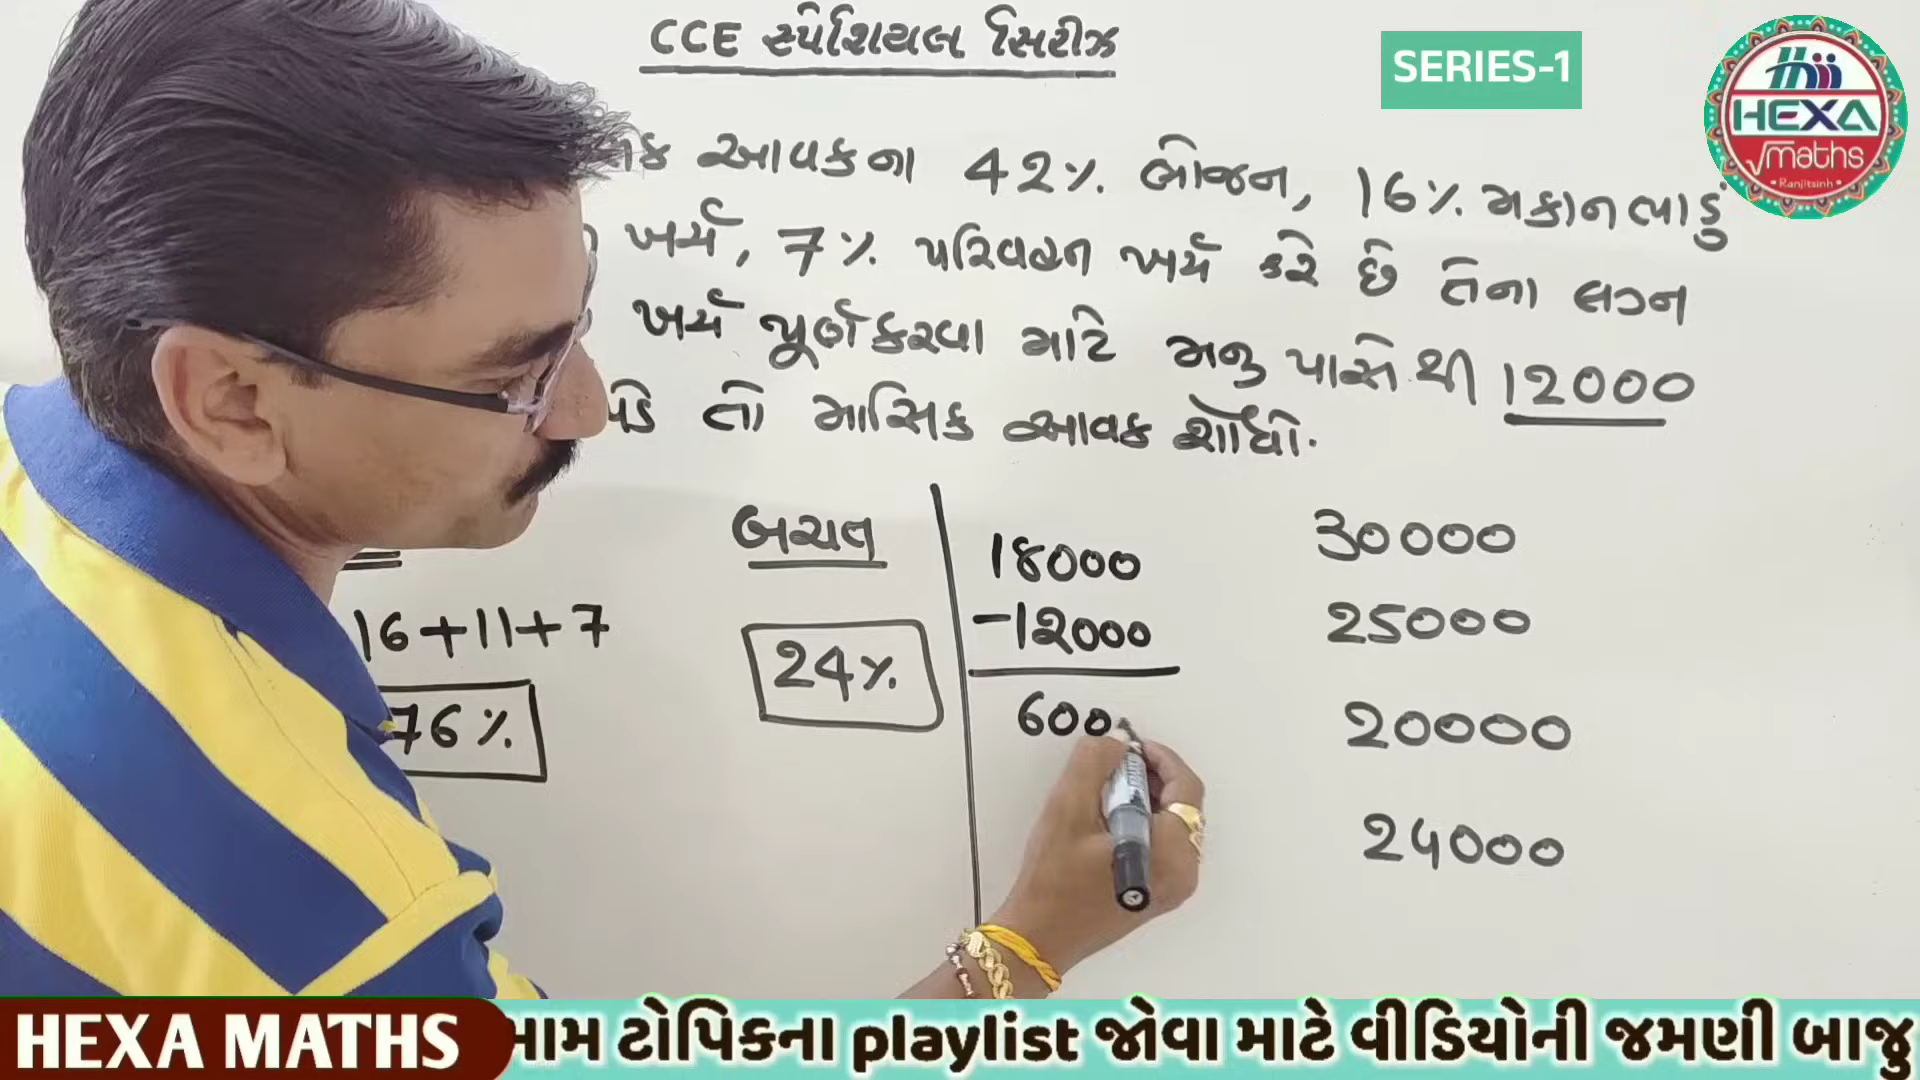 CCE સ્પેશિયલ સિરીઝ
SERIES-1
HEXA
√maths
Ranjitsinh
આવકના 42% ભોજન, 16% મકાનભાડું
ખર્ચ, 7% પરિવહન ખર્ચ કરે છે તેના લગ્ન
ખર્ચ પૂર્ણ કરવા માટે મનુ પાસેથી 12000
પડે તો માસિક આવક શોધો.
બચત
16+11+7
76%
24%
18000
-12000
600
30000
25000
20000
24000
HEXA MATHS
ટોપિકના playlist જોવા માટે વીડિયોની જમણી બાજુ